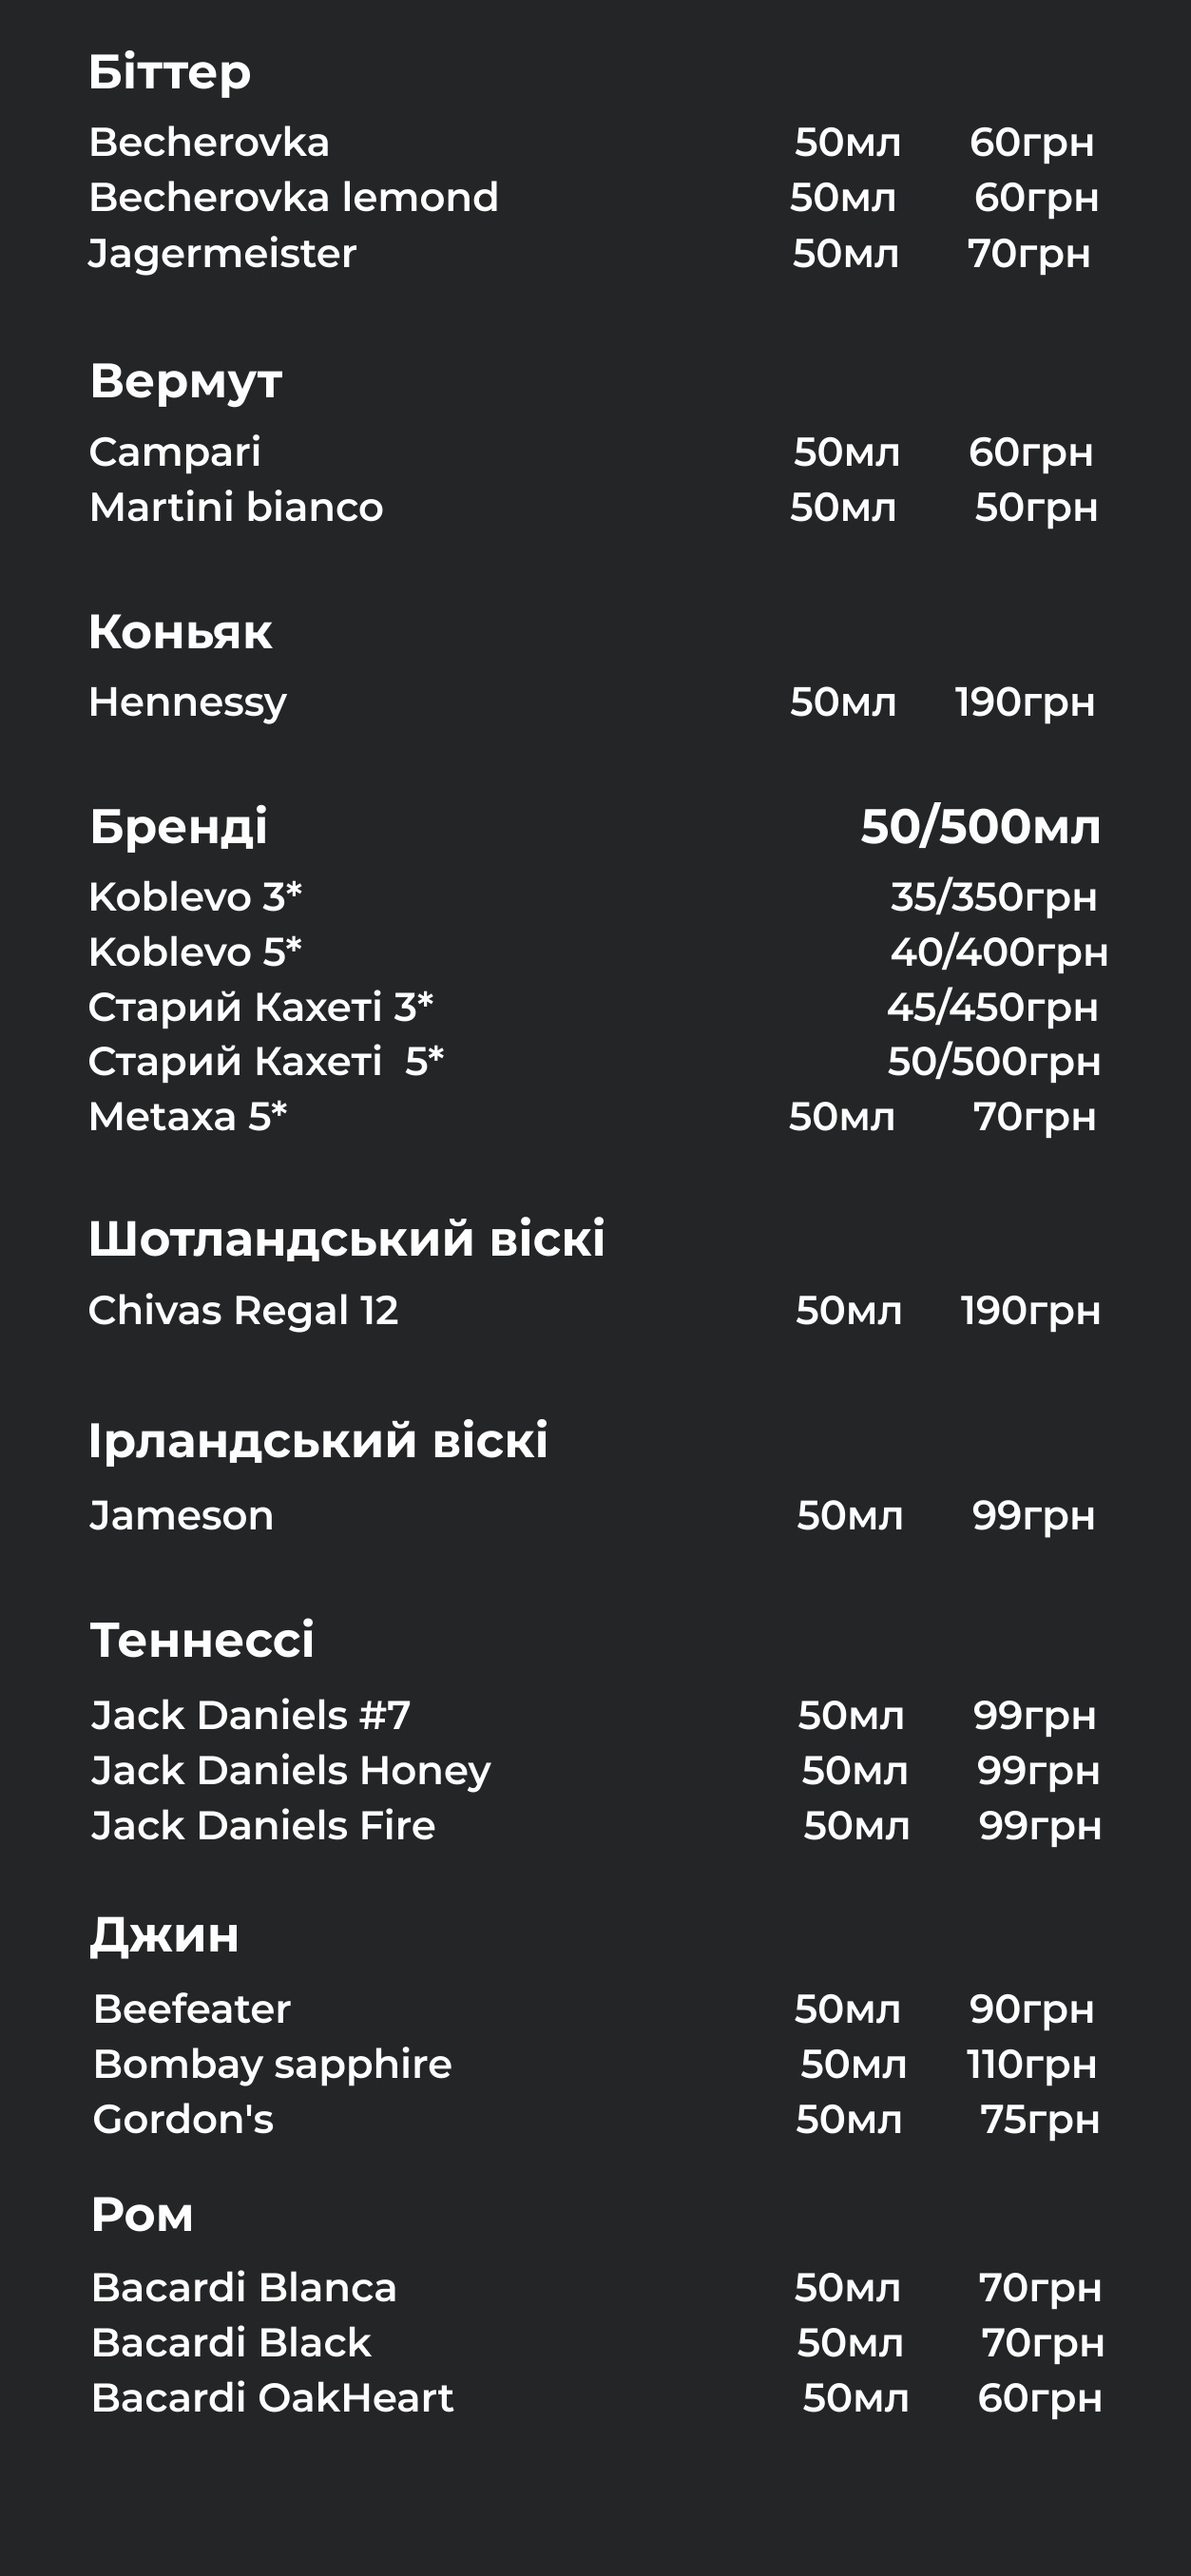 Біттер
Becherovka 50мл 60грн
Becherovka lemond 50мл 60грн
Jagermeister 50мл 70грн
Вермут
Campari 50мл 60грн
Martini bianco 50мл 50грн
Коньяк
Hennessy 50мл 190грн
Бренді 50/500мл
Koblevo 3* 35/350грн
Koblevo 5* 40/400грн
Старий Кахеті 3* 45/450грн
Старий Кахеті 5* 50/500грн
Metaxa 5* 50мл 70грн
Шотландський віскі
Chivas Regal 12 50мл 190грн
Ірландський віскі
Jameson 50мл 99грн
Теннессі
Jack Daniels #7 50мл 99грн
Jack Daniels Honey 50мл 99грн
Jack Daniels Fire 50мл 99грн
Джин
Beefeater 50мл 90грн
Bombay sapphire 50мл 110грн
Gordon's 50мл 75грн
Ром
Bacardi Blanca 50мл 70грн
Bacardi Black 50мл 70грн
Bacardi OakHeart 50мл 60грн